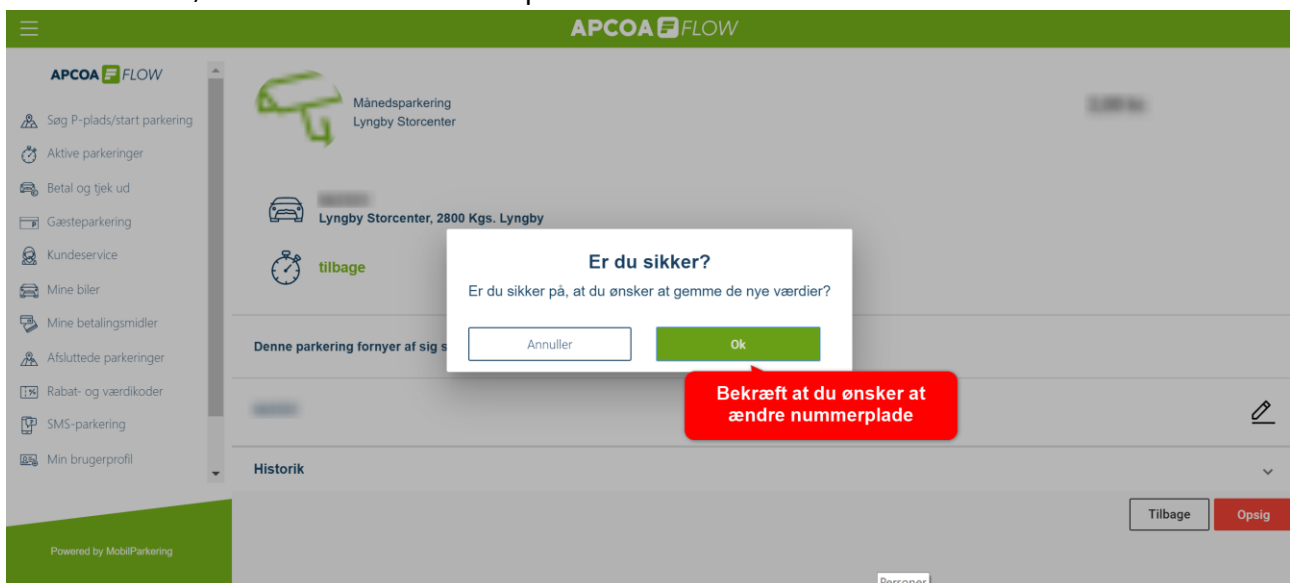 APCOA FLOW
APCOA FLOW
Søg P-plads/start parkering
Aktive parkeringer
Betal og tjek ud
Gæsteparkering
Kundeservice
Mine biler
Mine betalingsmidler
Afsluttede parkeringer
Rabat- og værdikoder
SMS-parkering
Min brugerprofil
Powered by MobilParkering
Månedsparkering
Lyngby Storcenter
Lyngby Storcenter, 2800 Kgs. Lyngby
tilbage
Er du sikker?
Er du sikker på, at du ønsker at gemme de nye værdier?
Annuller
Ok
Denne parkering fornyer af sig s
Bekræft at du ønsker at
ændre nummerplade
Historik
Tilbage
Opsig
Personer